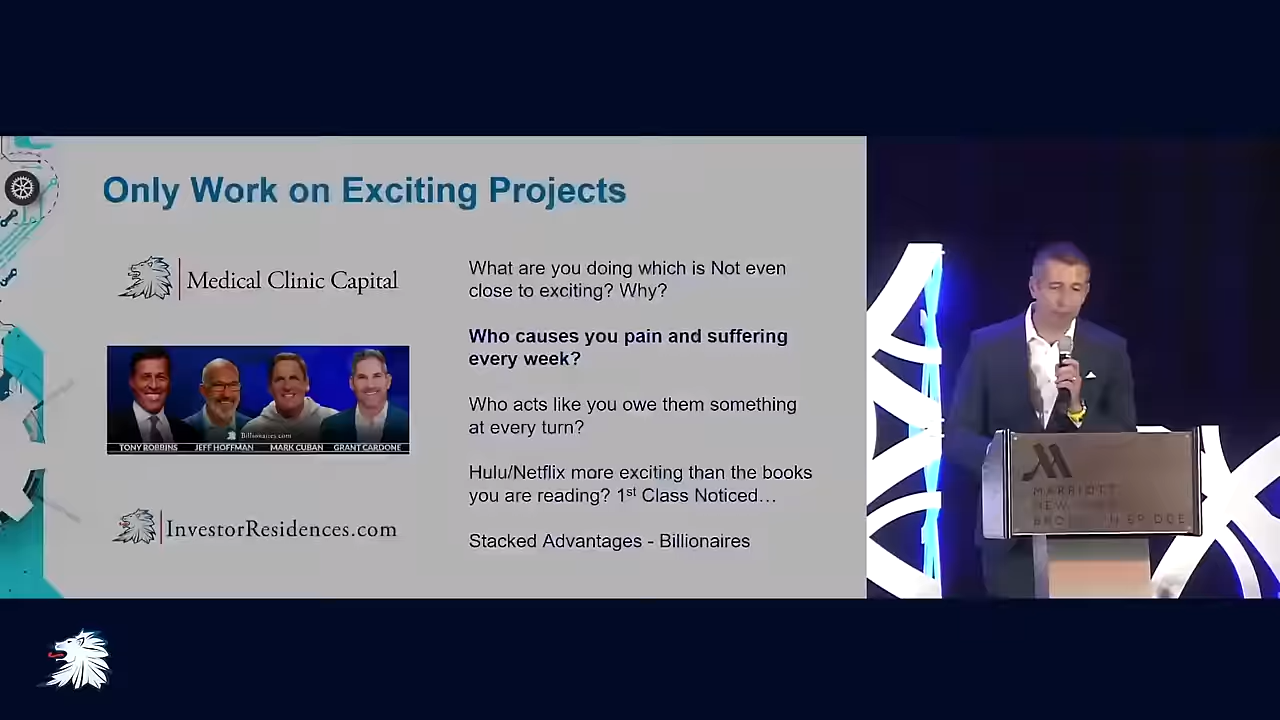 Only Work on Exciting Projects
Medical Clinic Capital
Billionaires.com
TONY ROBBINS JEFF HOFFMAN MARK CUBAN GRANT CARDONE
InvestorResidences.com
What are you doing which is Not even
close to exciting? Why?
Who causes you pain and suffering
every week?
Who acts like you owe them something
at every turn?
Hulu/Netflix more exciting than the books
you are reading? 1st Class Noticed…
Stacked Advantages - Billionaires
MARRIOTT
NEW